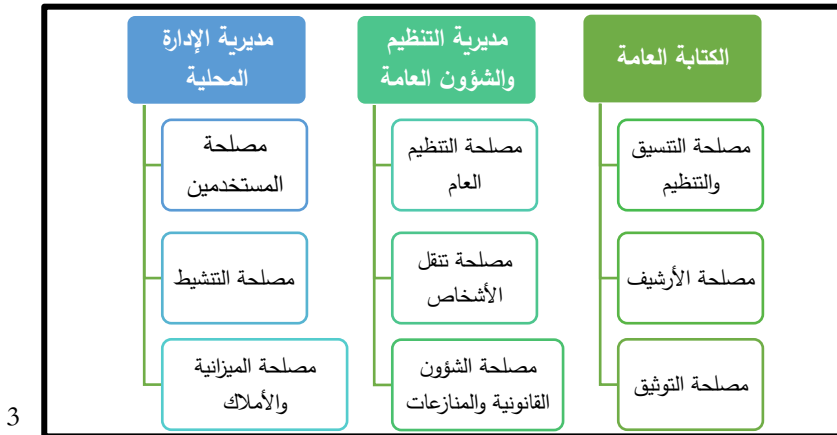 الكتابة العامة
مصلحة التنسيق
والتنظيم
مصلحة الأرشيف
مصلحة التوثيق
مديرية التنظيم
والشؤون العامة
مصلحة التنظيم
العام
مصلحة تنقل
الأشخاص
مصلحة الشؤون
القانونية والمنازعات
مديرية الإدارة
المحلية
مصلحة
المستخدمين
مصلحة التنشيط
مصلحة الميزانية
والأملاك
3